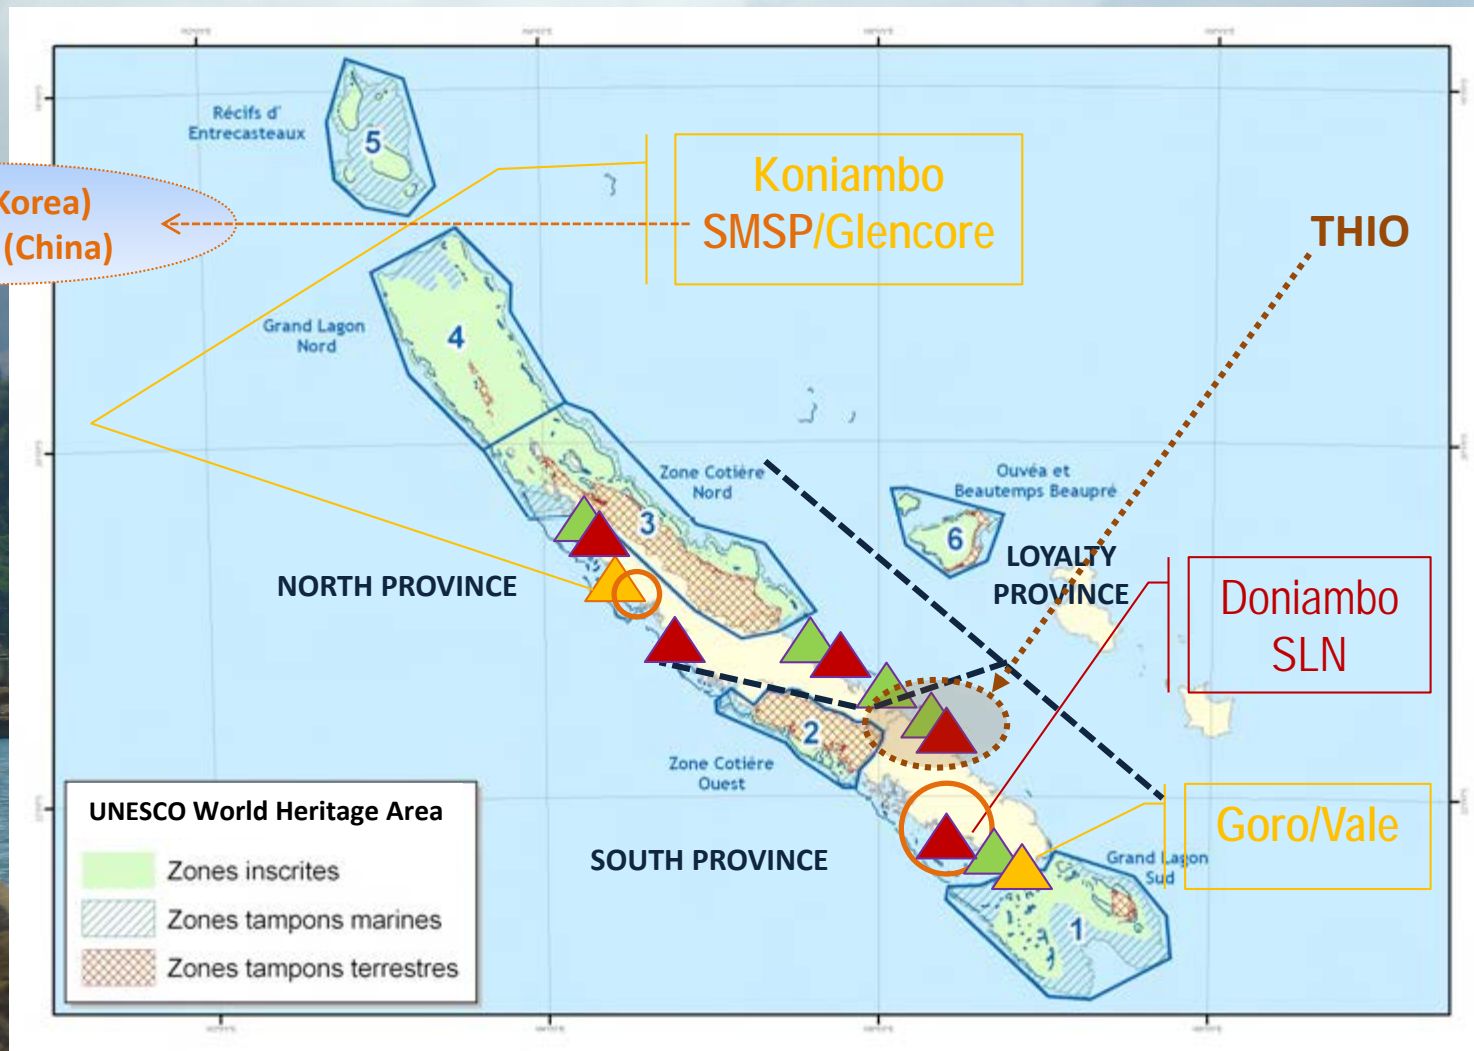 Récifs d'
Entrecasteaux
5
Korea)
(China)
Koniambo
SMSP/Glencore
THIO
Grand Lagon
Nord
4
Zone Cotière
Nord
3
Ouvéa et
Beautemps Beaupré
6
LOYALTY
PROVINCE
NORTH PROVINCE
Doniambo
SLN
2
Zone Cotière
Ouest
SOUTH PROVINCE
Goro/Vale
Grand Lagon
Sud
1
UNESCO World Heritage Area
Zones inscrites
Zones tampons marines
Zones tampons terrestres